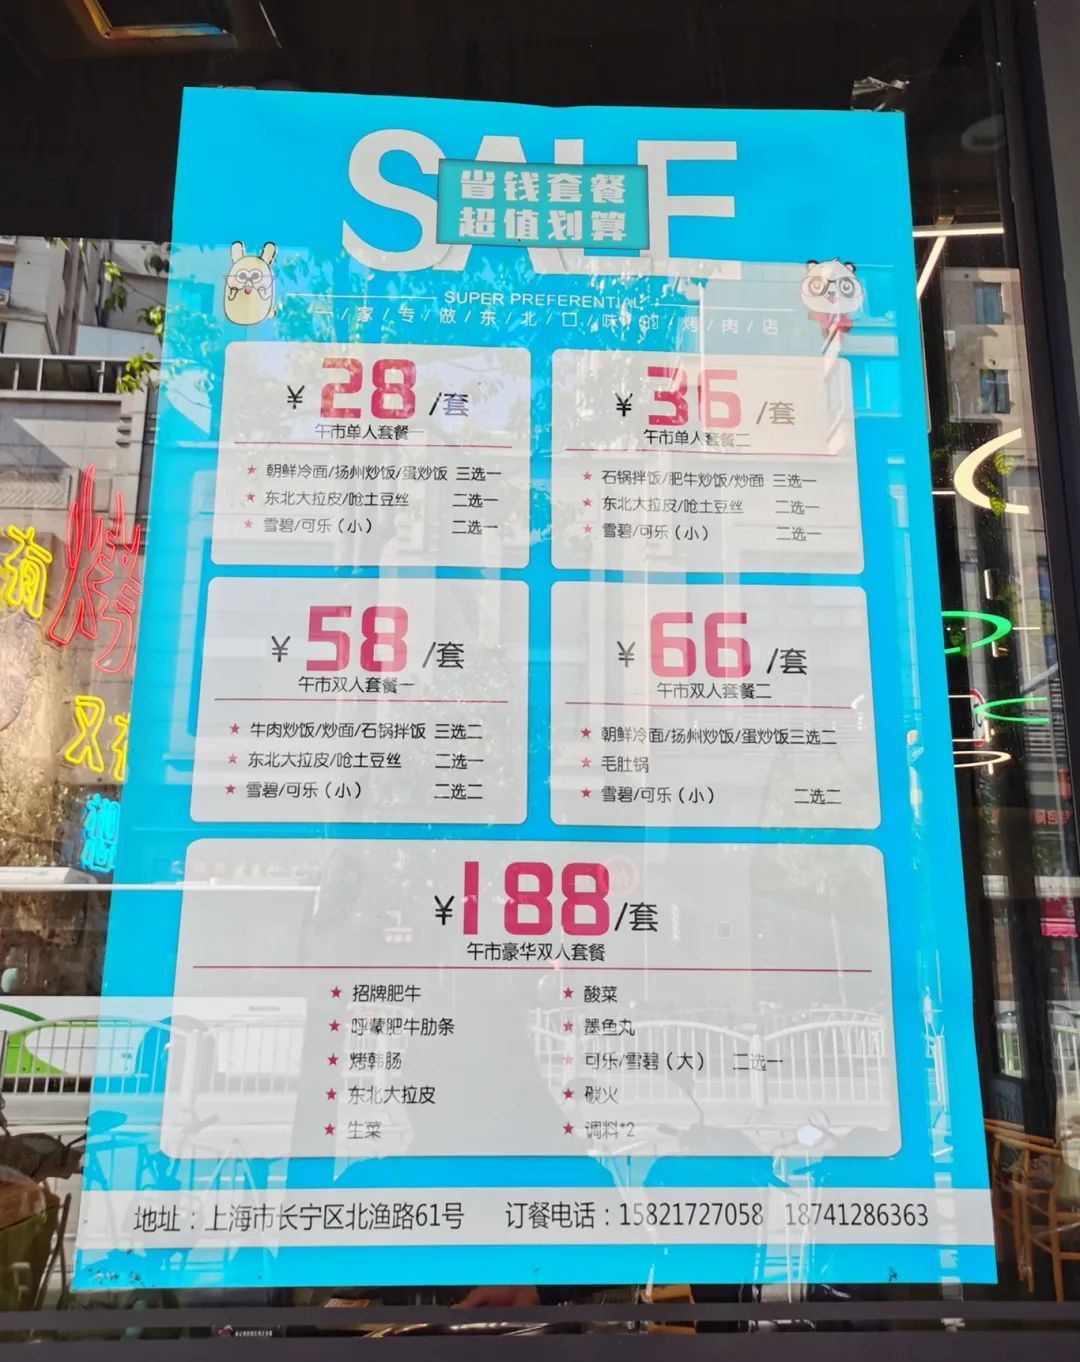 SALE
省钱套餐
超值划算
SUPER PREFERENTIAL
一/家/专/做/东/北/口/味/的/烤/肉/店
¥28/套
午市单人套餐一
★ 朝鲜冷面/扬州炒饭/蛋炒饭 三选一
★ 东北大拉皮/呛土豆丝 二选一
★ 雪碧/可乐(小) 二选一
¥36/套
午市单人套餐二
★ 石锅拌饭/肥牛炒饭/炒面 三选一
★ 东北大拉皮/呛土豆丝 二选一
★ 雪碧/可乐(小) 二选一
¥58/套
午市双人套餐一
★ 牛肉炒饭/炒面/石锅拌饭 三选二
★ 东北大拉皮/呛土豆丝 二选一
★ 雪碧/可乐(小) 二选二
¥66/套
午市双人套餐二
★ 朝鲜冷面/扬州炒饭/蛋炒饭三选二
★ 毛肚锅
★ 雪碧/可乐(小) 二选二
¥188/套
午市豪华双人套餐
★ 招牌肥牛
★ 呼蒙肥牛肋条
★ 烤韩肠
★ 东北大拉皮
★ 生菜
★ 酸菜
★ 墨鱼丸
★ 可乐/雪碧(大) 二选一
★ 碳火
★ 调料*2
地址:上海市长宁区北渔路61号 订餐电话:15821727058 18741286363
烤